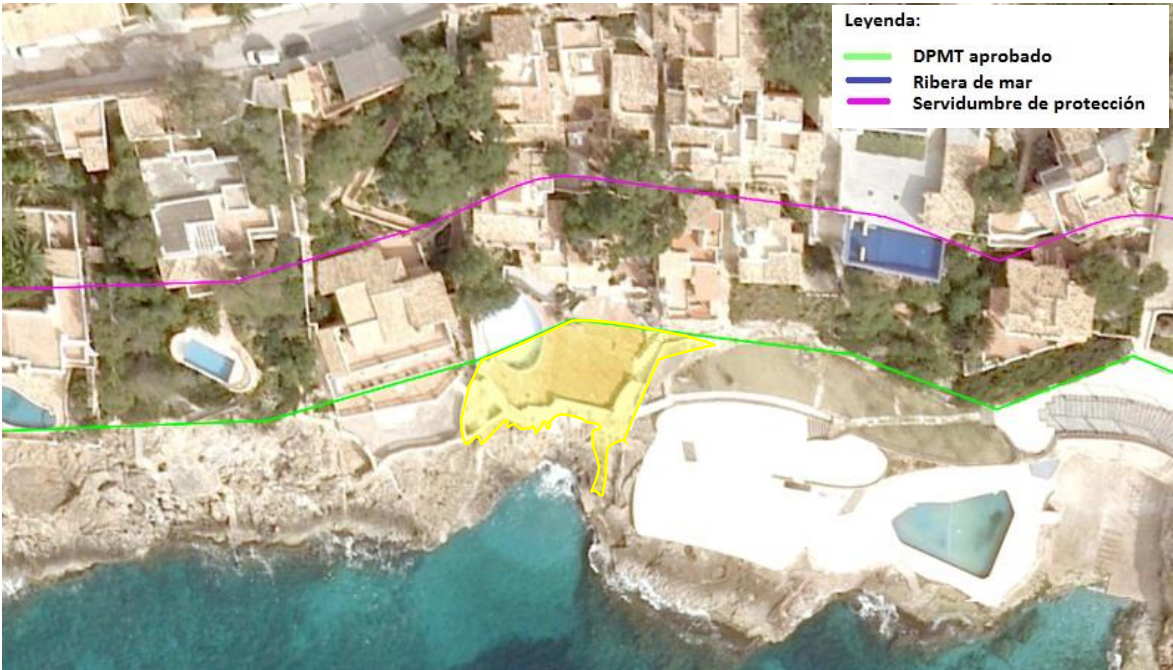 Leyenda:
DPMT aprobado
Ribera de mar
Servidumbre de protección